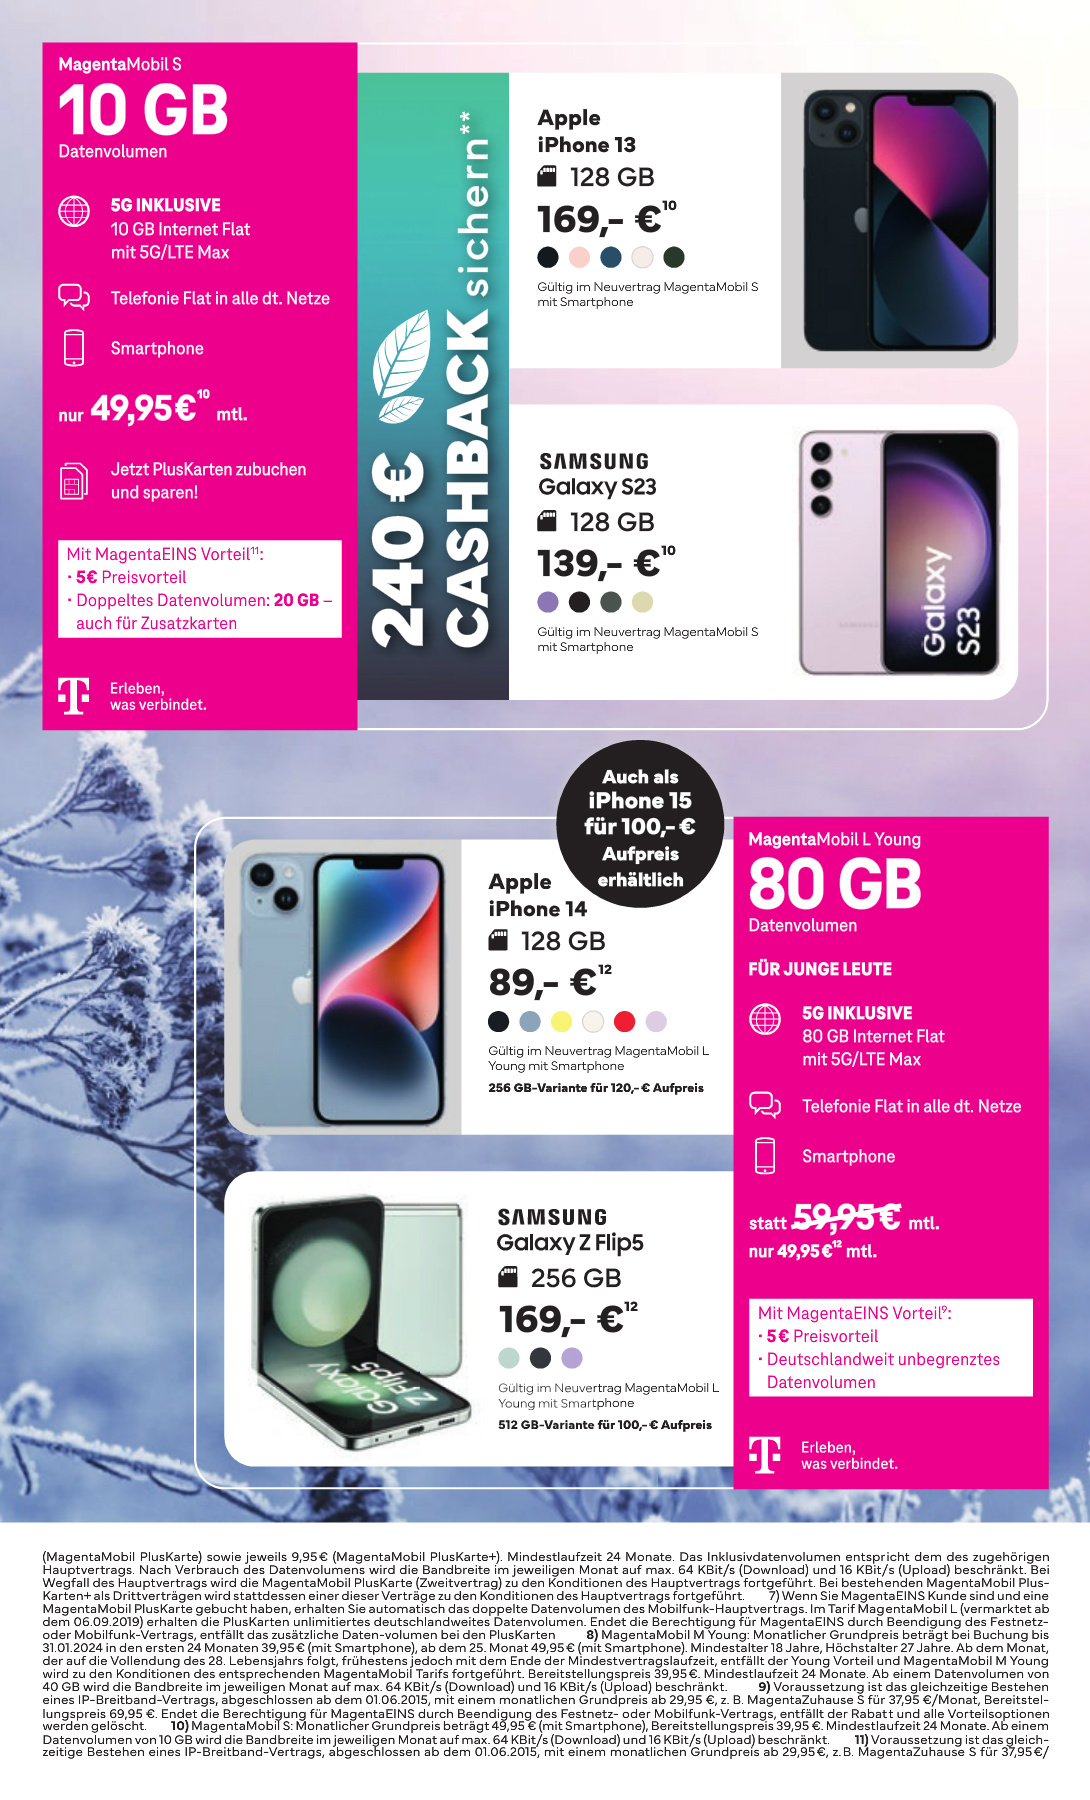 MagentaMobil S
10 GB
Datenvolumen
5G INKLUSIVE
10 GB Internet Flat
mit 5G/LTE Max
Telefonie Flat in alle dt. Netze
Smartphone
nur 49,95 €¹⁰ mtl.
Jetzt PlusKarten zubuchen
und sparen!
Mit MagentaEINS Vorteil¹¹:
· 5€ Preisvorteil
· Doppeltes Datenvolumen: 20 GB –
auch für Zusatzkarten
T Erleben,
was verbindet.
240 €
CASHBACK sichern**
Apple
iPhone 13
128 GB
169,- €¹⁰
Gültig im Neuvertrag MagentaMobil S
mit Smartphone
SAMSUNG
Galaxy S23
128 GB
139,- €¹⁰
Gültig im Neuvertrag MagentaMobil S
mit Smartphone
SAMSUNG
Galaxy
S23
Auch als
iPhone 15
für 100,- €
Aufpreis
erhältlich
Apple
iPhone 14
128 GB
89,- €¹²
Gültig im Neuvertrag MagentaMobil L
Young mit Smartphone
256 GB-Variante für 120,- € Aufpreis
SAMSUNG
Galaxy Z Flip5
256 GB
169,- €¹²
Gültig im Neuvertrag MagentaMobil L
Young mit Smartphone
512 GB-Variante für 100,- € Aufpreis
Galaxy
Z Flip5
MagentaMobil L Young
80 GB
Datenvolumen
FÜR JUNGE LEUTE
5G INKLUSIVE
80 GB Internet Flat
mit 5G/LTE Max
Telefonie Flat in alle dt. Netze
Smartphone
statt 59,95 € mtl.
nur 49,95 €¹² mtl.
Mit MagentaEINS Vorteil⁹:
· 5€ Preisvorteil
· Deutschlandweit unbegrenztes
Datenvolumen
T Erleben,
was verbindet.
(MagentaMobil PlusKarte) sowie jeweils 9,95 € (MagentaMobil PlusKarte+). Mindestlaufzeit 24 Monate. Das Inklusivdatenvolumen entspricht dem des zugehörigen
Hauptvertrags. Nach Verbrauch des Datenvolumens wird die Bandbreite im jeweiligen Monat auf max. 64 KBit/s (Download) und 16 KBit/s (Upload) beschränkt. Bei
Wegfall des Hauptvertrags wird die MagentaMobil PlusKarte (Zweitvertrag) zu den Konditionen des Hauptvertrags fortgeführt. Bei bestehenden MagentaMobil Plus-
Karten+ als Drittverträgen wird stattdessen einer dieser Verträge zu den Konditionen des Hauptvertrags fortgeführt. 7) Wenn Sie MagentaEINS Kunde sind und eine
MagentaMobil PlusKarte gebucht haben, erhalten Sie automatisch das doppelte Datenvolumen des Mobilfunk-Hauptvertrags. Im Tarif MagentaMobil L (vermarktet ab
dem 06.09.2019) erhalten die PlusKarten unlimitiertes deutschlandweites Datenvolumen. Endet die Berechtigung für MagentaEINS durch Beendigung des Festnetz-
oder Mobilfunk-Vertrags, entfällt das zusätzliche Daten-volumen bei den PlusKarten 8) MagentaMobil M Young: Monatlicher Grundpreis beträgt bei Buchung bis
31.01.2024 in den ersten 24 Monaten 39,95 € (mit Smartphone), ab dem 25. Monat 49,95 € (mit Smartphone). Mindestalter 18 Jahre, Höchstalter 27 Jahre. Ab dem Monat,
der auf die Vollendung des 28. Lebensjahrs folgt, frühestens jedoch mit dem Ende der Mindestvertragslaufzeit, entfällt der Young Vorteil und MagentaMobil M Young
wird zu den Konditionen des entsprechenden MagentaMobil Tarifs fortgeführt. Bereitstellungspreis 39,95 €. Mindestlaufzeit 24 Monate. Ab einem Datenvolumen von
40 GB wird die Bandbreite im jeweiligen Monat auf max. 64 KBit/s (Download) und 16 KBit/s (Upload) beschränkt. 9) Voraussetzung ist das gleichzeitige Bestehen
eines IP-Breitband-Vertrags, abgeschlossen ab dem 01.06.2015, mit einem monatlichen Grundpreis ab 29,95 €, z. B. MagentaZuhause S für 37,95 €/Monat, Bereitstel-
lungspreis 69,95 €. Endet die Berechtigung für MagentaEINS durch Beendigung des Festnetz- oder Mobilfunk-Vertrags, entfällt der Rabatt und alle Vorteilsoptionen
werden gelöscht. 10) MagentaMobil S: Monatlicher Grundpreis beträgt 49,95 € (mit Smartphone), Bereitstellungspreis 39,95 €. Mindestlaufzeit 24 Monate. Ab einem
Datenvolumen von 10 GB wird die Bandbreite im jeweiligen Monat auf max. 64 KBit/s (Download) und 16 KBit/s (Upload) beschränkt. 11) Voraussetzung ist das gleich-
zeitige Bestehen eines IP-Breitband-Vertrags, abgeschlossen ab dem 01.06.2015, mit einem monatlichen Grundpreis ab 29,95 €, z. B. MagentaZuhause S für 37,95 €/